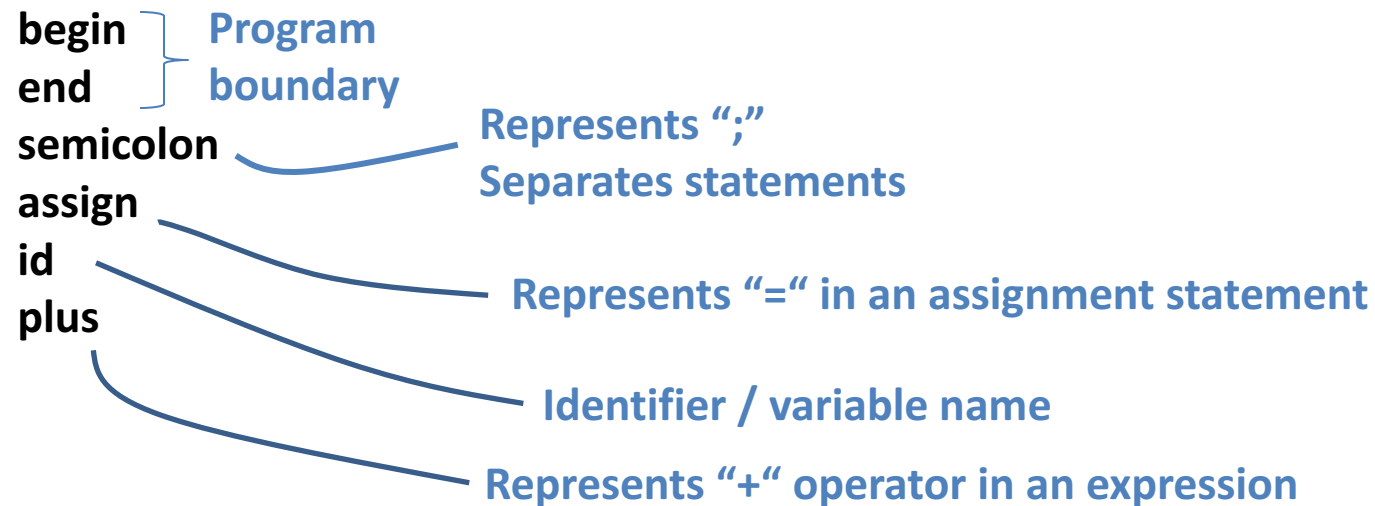 begin
end
Program
boundary
semicolon
Represents “;”
Separates statements
assign
id
Represents “=“ in an assignment statement
plus
Identifier / variable name
Represents “+“ operator in an expression